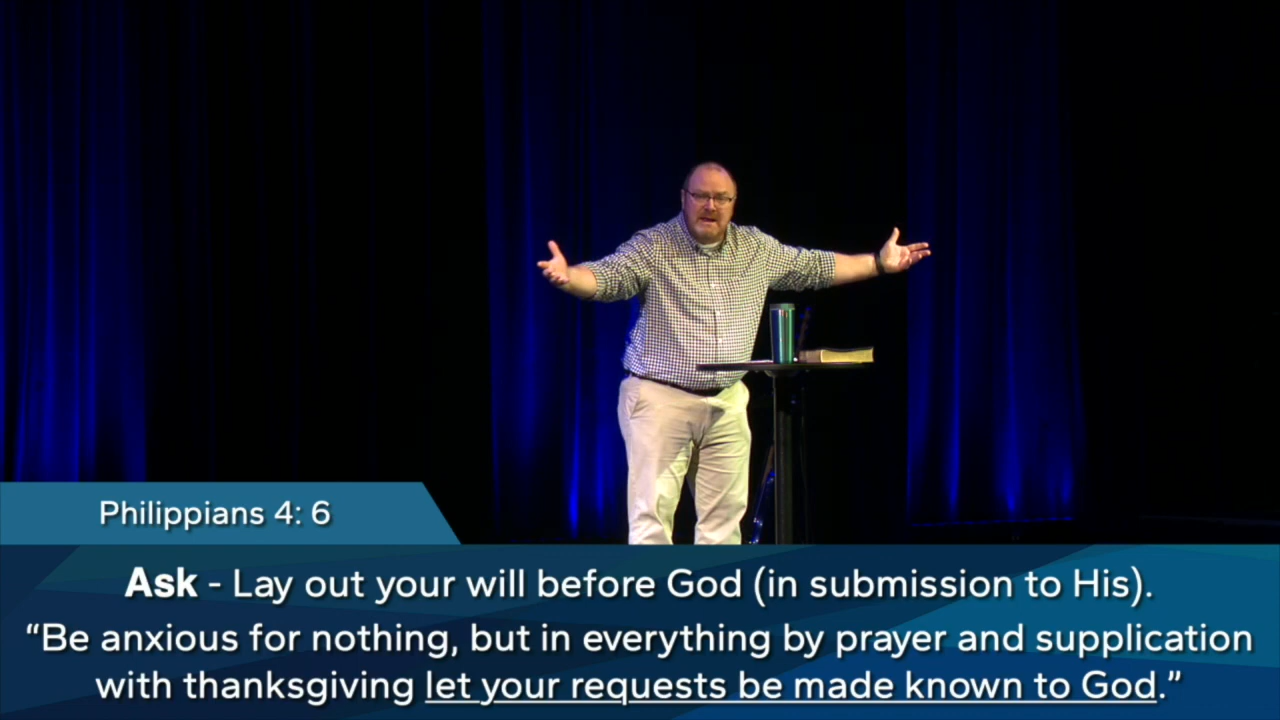 Philippians 4: 6
Ask - Lay out your will before God (in submission to His).
“Be anxious for nothing, but in everything by prayer and supplication
with thanksgiving let your requests be made known to God.”